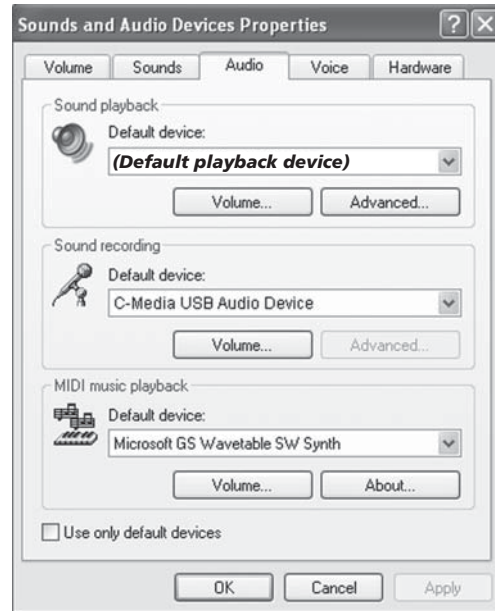 Sounds and Audio Devices Properties
Volume Sounds Audio Voice Hardware
Sound playback
Default device:
(Default playback device)
Volume... Advanced...
Sound recording
Default device:
C-Media USB Audio Device
Volume... Advanced...
MIDI music playback
Default device:
Microsoft GS Wavetable SW Synth
Volume... About...
Use only default devices
OK Cancel Apply